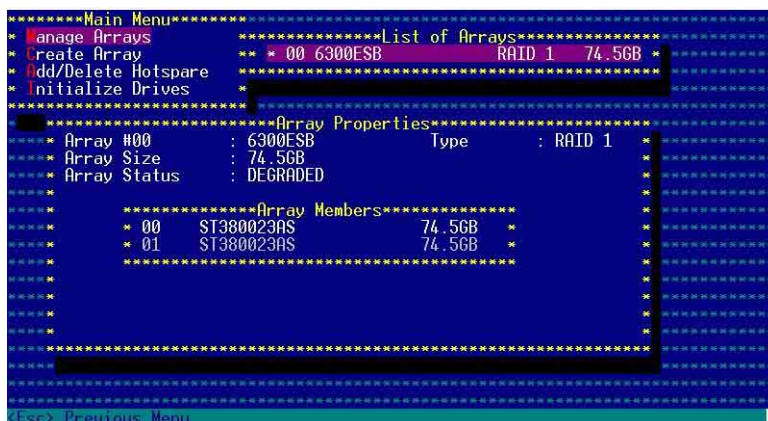 Main Menu
Manage Arrays
Create Array
Add/Delete Hotspare
Initialize Drives
List of Arrays
00 6300ESB RAID 1 74.5GB
Array Properties
Array #00 : 6300ESB Type : RAID 1
Array Size : 74.5GB
Array Status : DEGRADED
Array Members
00 ST380023AS 74.5GB
01 ST380023AS 74.5GB
<Esc> Previous Menu